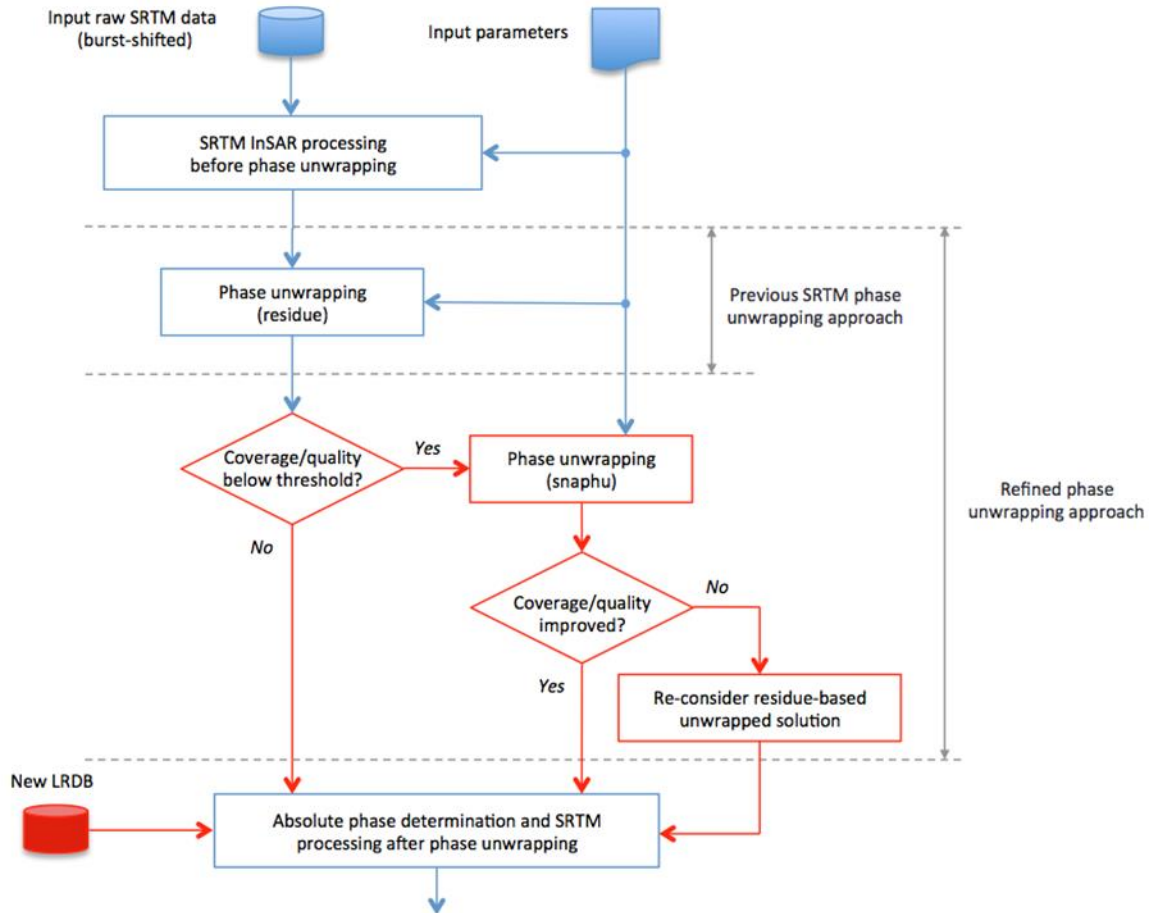 Input raw SRTM data
(burst-shifted)
Input parameters
SRTM InSAR processing
before phase unwrapping
Phase unwrapping
(residue)
Previous SRTM phase
unwrapping approach
Coverage/quality
below threshold?
Yes
Phase unwrapping
(snaphu)
Refined phase
unwrapping approach
No
Coverage/quality
improved?
No
Yes
Re-consider residue-based
unwrapped solution
New LRDB
Absolute phase determination and SRTM
processing after phase unwrapping